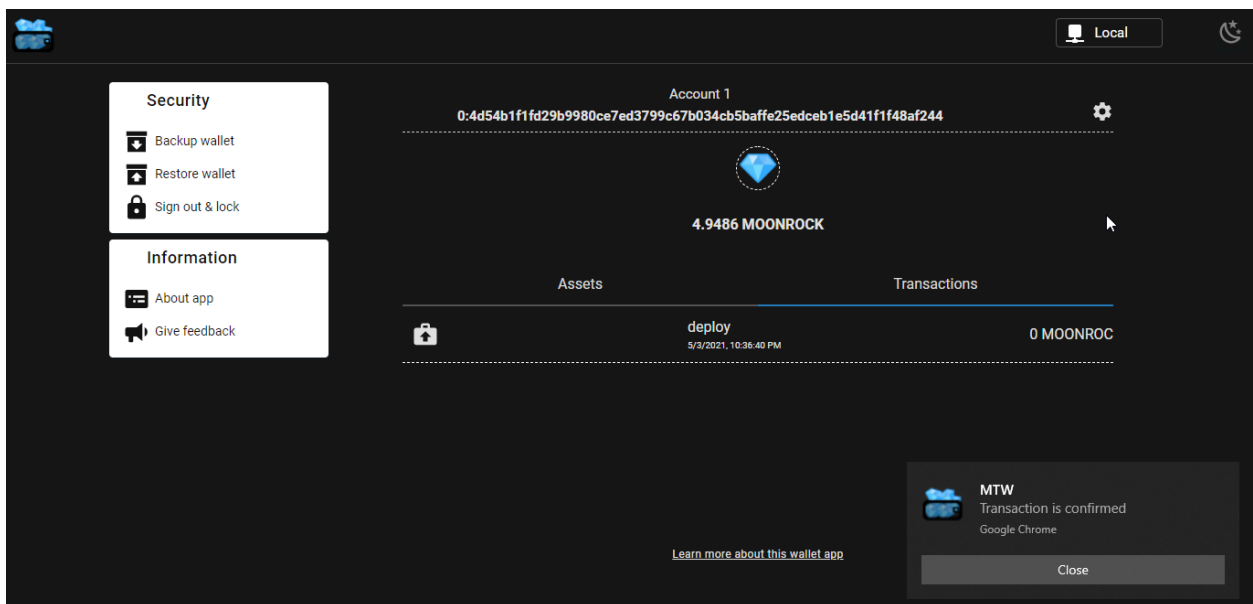 Local
Security
Backup wallet
Restore wallet
Sign out & lock
Information
About app
Give feedback
Account 1
0:4d54b1f1fd29b9980ce7ed3799c67b034cb5baffe25edceb1e5d41f1f48af244
4.9486 MOONROCK
Assets Transactions
deploy
5/3/2021, 10:36:40 PM
0 MOONROC
Learn more about this wallet app
MTW
Transaction is confirmed
Google Chrome
Close